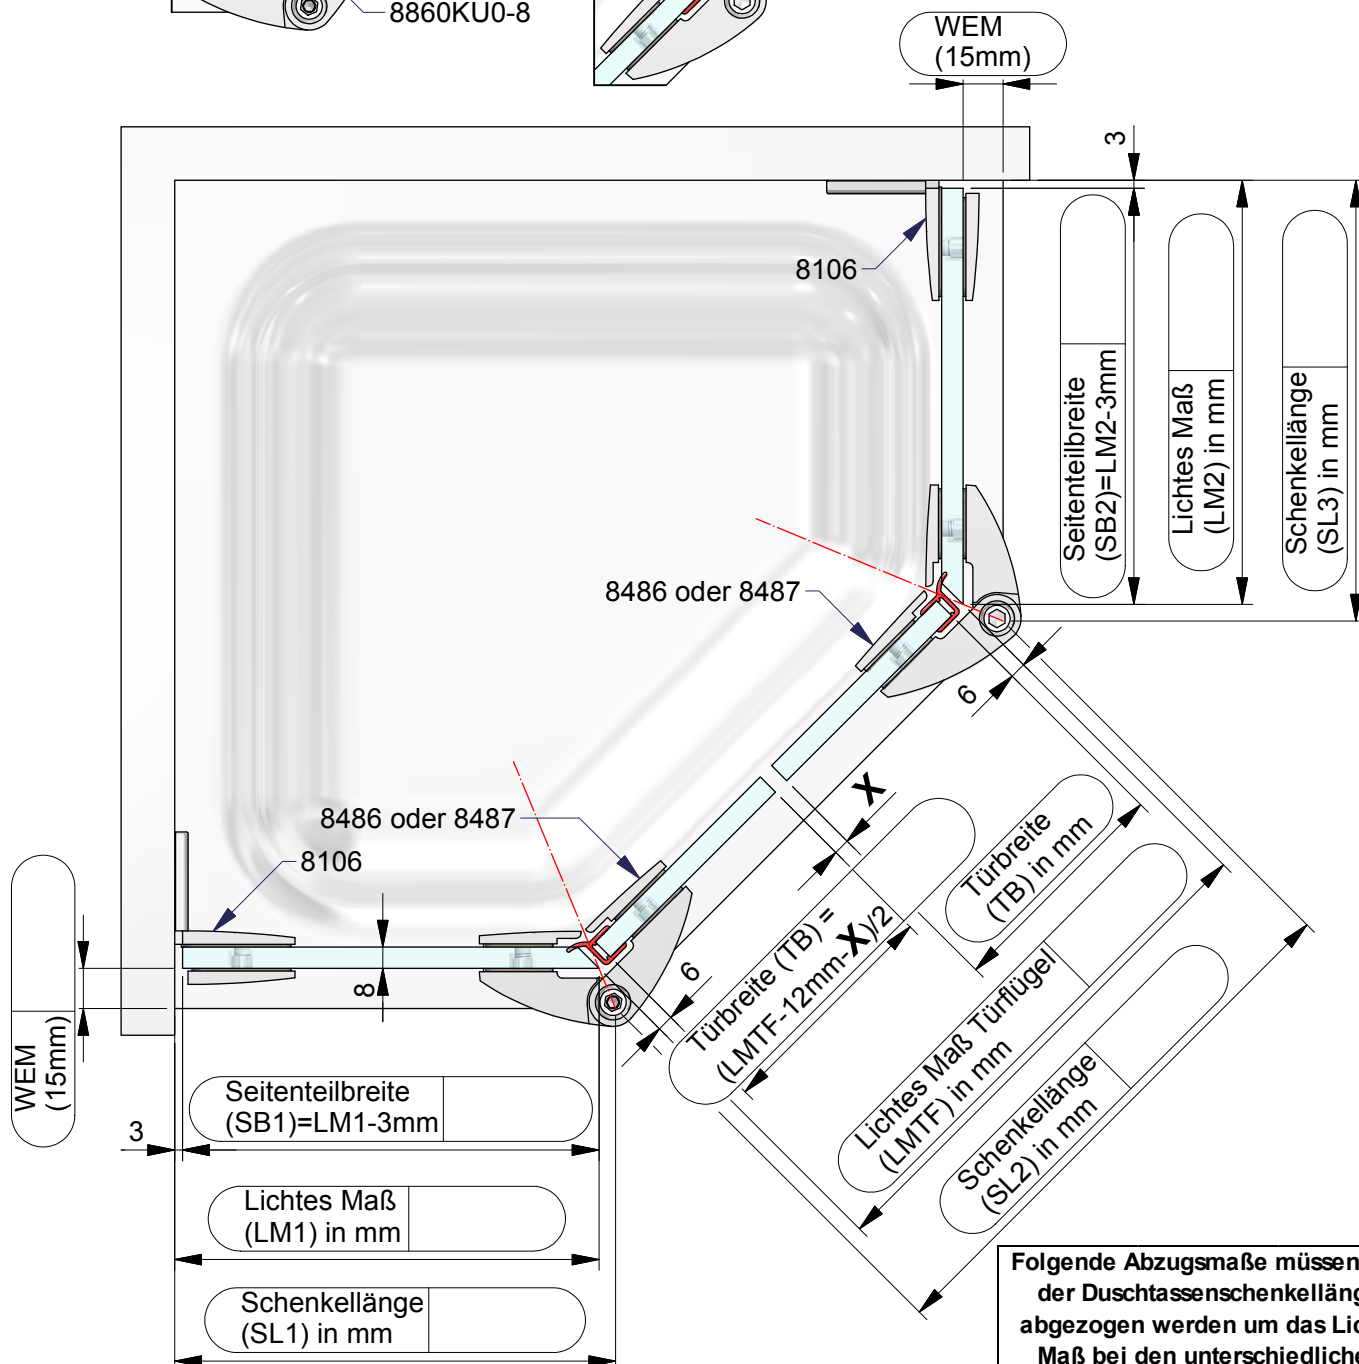 8860KU0-8
WEM
(15mm)
3
8106
Seitenteilbreite
(SB2)=LM2-3mm
Lichtes Maß
(LM2) in mm
Schenkellänge
(SL3) in mm
8486 oder 8487
6
X
8486 oder 8487
8106
Türbreite
(TB) in mm
Türbreite (TB) =
(LMTF-12mm-X)/2
Lichtes Maß Türflügel
(LMTF) in mm
Schenkellänge
(SL2) in mm
6
8
WEM
(15mm)
3
Seitenteilbreite
(SB1)=LM1-3mm
Lichtes Maß
(LM1) in mm
Schenkellänge
(SL1) in mm
Folgende Abzugsmaße müssen
der Duschtassenschenkelläng
abgezogen werden um das Lic
Maß bei den unterschiedliche